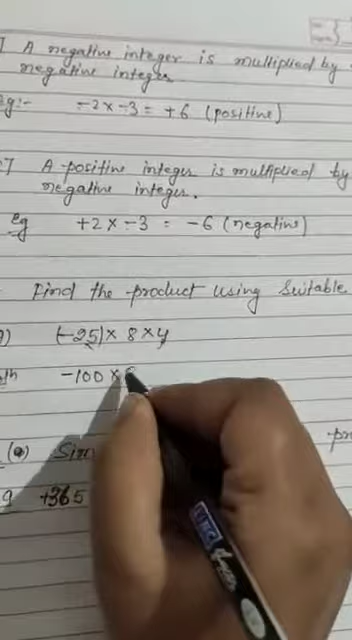 A negative integer is multiplied by
negative integer
eg:- -2 × -3 = +6 (positive)
A positive integer is multiplied by
negative integer.
eg +2 × -3 = -6 (negative)
Find the product using suitable
(-25) × 8 × 4
-100 ×
(a)
+365